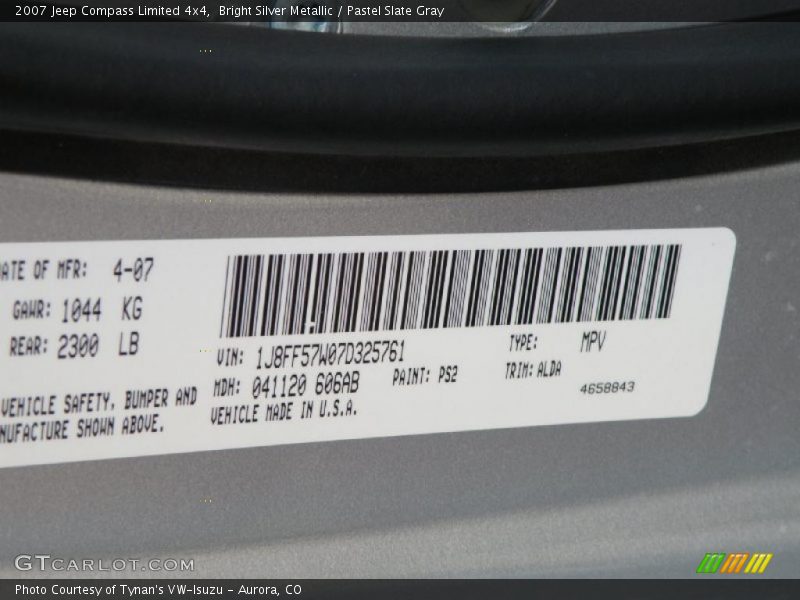 2007 Jeep Compass Limited 4x4, Bright Silver Metallic / Pastel Slate Gray
OF MFR: 4-07
GAWR: 1044 KG
REAR: 2300 LB
VEHICLE SAFETY, BUMPER AND
SHOWN ABOVE.
VIN: 1J8FF57W07D325761
TYPE: MPV
MDH: 041120 606AB
PAINT: PS2
TRIM: ALDA
VEHICLE MADE IN U.S.A.
4658843
GTCARLOT.COM
Photo Courtesy of Tynan's VW-Isuzu - Aurora, CO